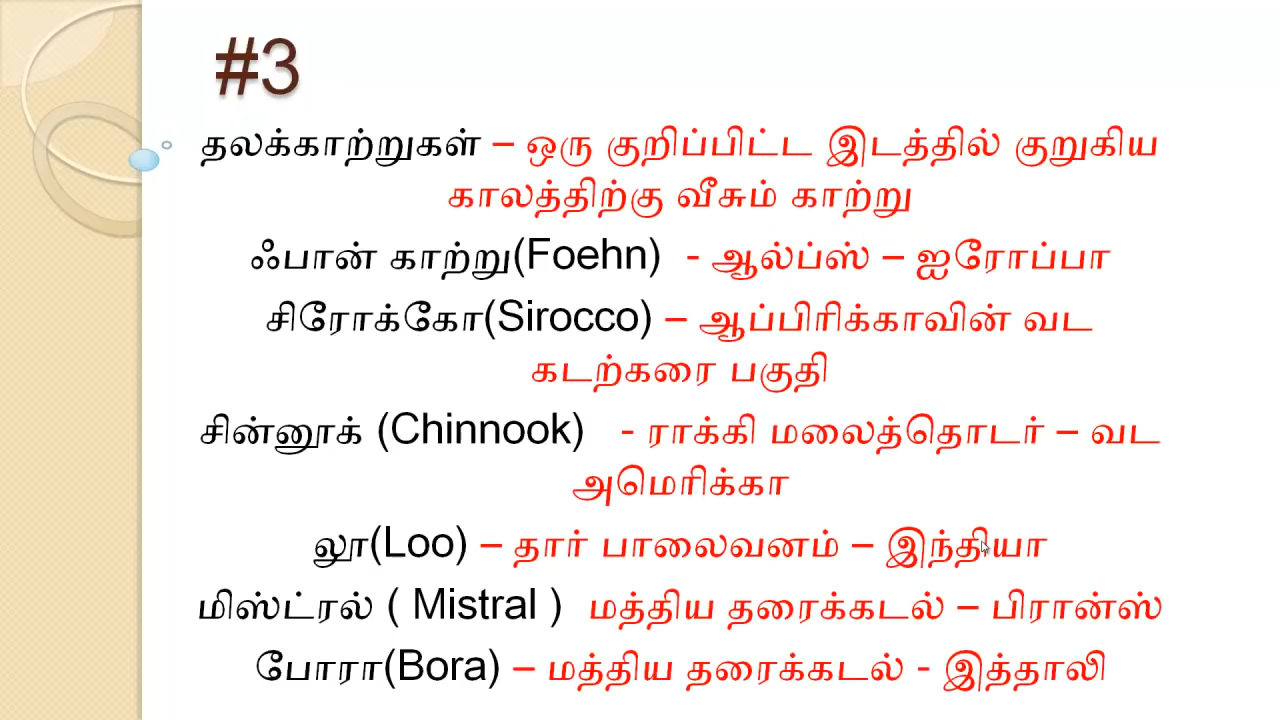 #3
தலக்காற்றுகள் – ஒரு குறிப்பிட்ட இடத்தில் குறுகிய
காலத்திற்கு வீசும் காற்று
ஃபான் காற்று(Foehn) - ஆல்ப்ஸ் – ஐரோப்பா
சிரோக்கோ(Sirocco) – ஆப்பிரிக்காவின் வட
கடற்கரை பகுதி
சின்னூக் (Chinnook) - ராக்கி மலைத்தொடர் – வட
அமெரிக்கா
லூ(Loo) – தார் பாலைவனம் – இந்தியா
மிஸ்ட்ரல் ( Mistral ) மத்திய தரைக்கடல் – பிரான்ஸ்
போரா(Bora) – மத்திய தரைக்கடல் - இத்தாலி